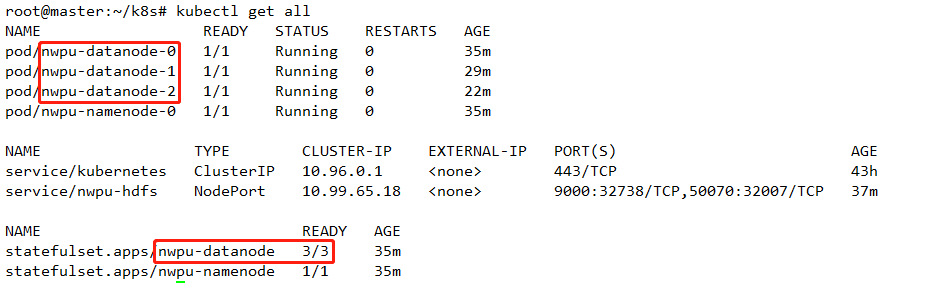 root@master:~/k8s# kubectl get all
NAME READY STATUS RESTARTS AGE
pod/nwpu-datanode-0 1/1 Running 0 35m
pod/nwpu-datanode-1 1/1 Running 0 29m
pod/nwpu-datanode-2 1/1 Running 0 22m
pod/nwpu-namenode-0 1/1 Running 0 35m
NAME TYPE CLUSTER-IP EXTERNAL-IP PORT(S) AGE
service/kubernetes ClusterIP 10.96.0.1 <none> 443/TCP 43h
service/nwpu-hdfs NodePort 10.99.65.18 <none> 9000:32738/TCP,50070:32007/TCP 37m
NAME READY AGE
statefulset.apps/nwpu-datanode 3/3 35m
statefulset.apps/nwpu-namenode 1/1 35m